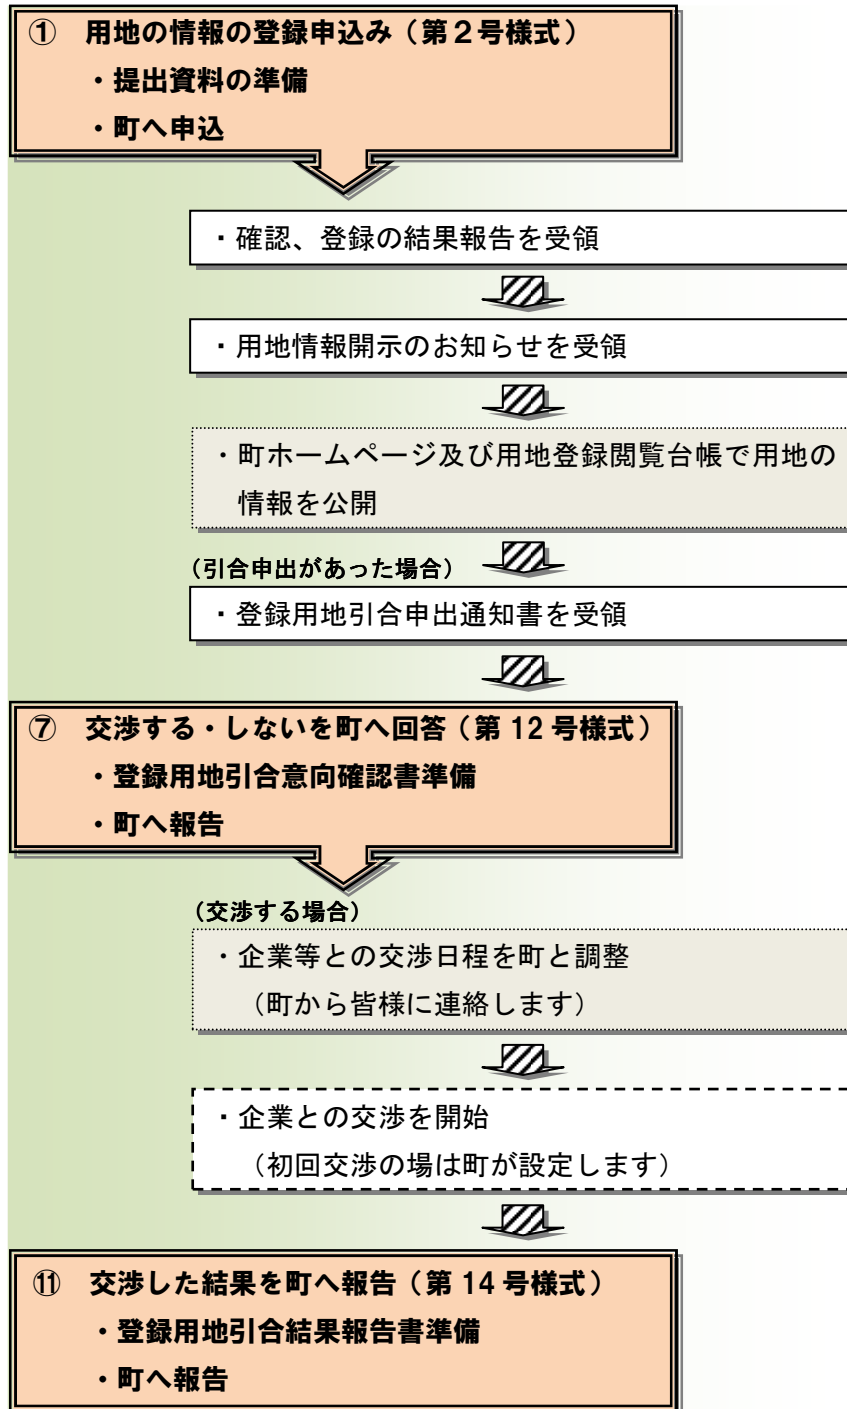 ① 用地の情報の登録申込み（第２号様式）
・提出資料の準備
・町へ申込
・確認、登録の結果報告を受領
・用地情報開示のお知らせを受領
・町ホームページ及び用地登録閲覧台帳で用地の
情報を公開
（引合申出があった場合）
・登録用地引合申出通知書を受領
⑦ 交渉する・しないを町へ回答（第 12 号様式）
・登録用地引合意向確認書準備
・町へ報告
（交渉する場合）
・企業等との交渉日程を町と調整
（町から皆様に連絡します）
・企業との交渉を開始
（初回交渉の場は町が設定します）
⑪ 交渉した結果を町へ報告（第 14 号様式）
・登録用地引合結果報告書準備
・町へ報告